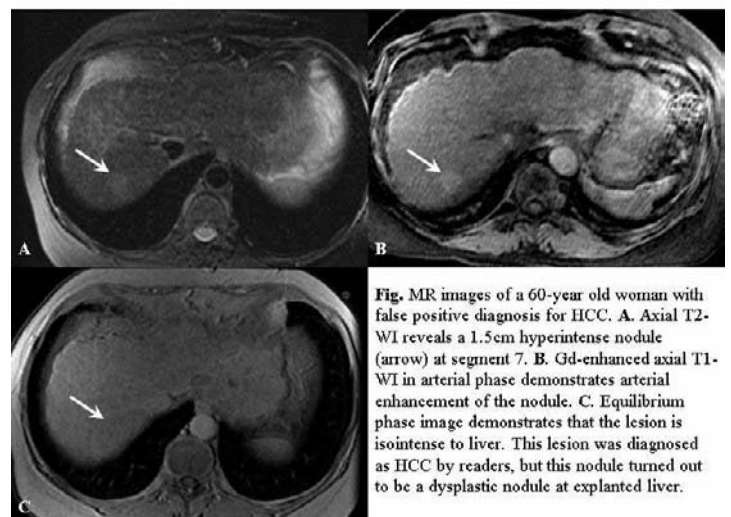 A
B
C
Fig. MR images of a 60-year old woman with
false positive diagnosis for HCC. A. Axial T2-
WI reveals a 1.5cm hyperintense nodule
(arrow) at segment 7. B. Gd-enhanced axial T1-
WI in arterial phase demonstrates arterial
enhancement of the nodule. C. Equilibrium
phase image demonstrates that the lesion is
isointense to liver. This lesion was diagnosed
as HCC by readers, but this nodule turned out
to be a dysplastic nodule at explanted liver.